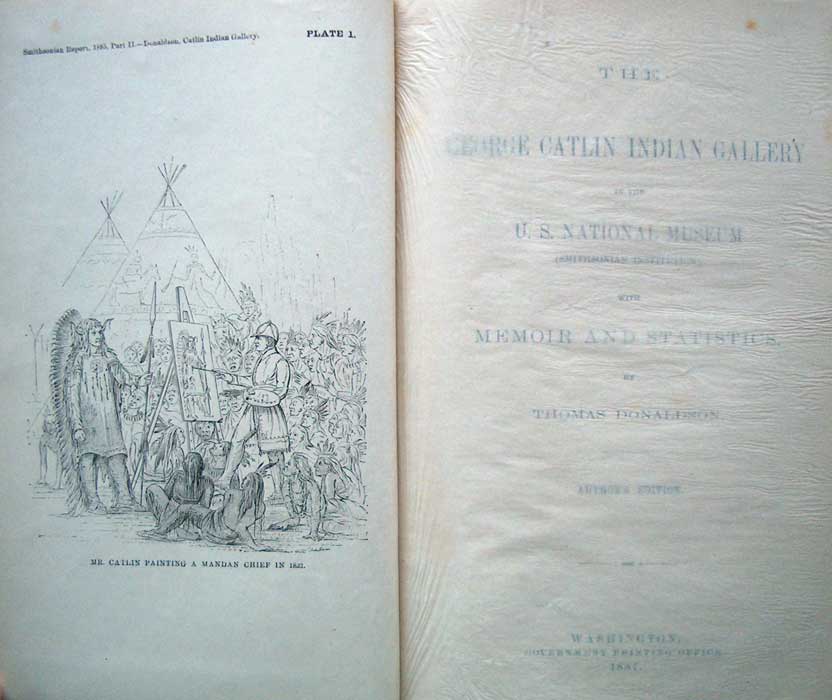 Smithsonian Report, 1885, Part II.—Donaldson, Catlin Indian Gallery.
PLATE 1.
MR. CATLIN PAINTING A MANDAN CHIEF IN 1832.
THE
GEORGE CATLIN INDIAN GALLERY
IN THE
U. S. NATIONAL MUSEUM
(SMITHSONIAN INSTITUTION)
WITH
MEMOIR AND STATISTICS.
BY
THOMAS DONALDSON.
AUTHOR'S EDITION.
WASHINGTON:
GOVERNMENT PRINTING OFFICE
1887.